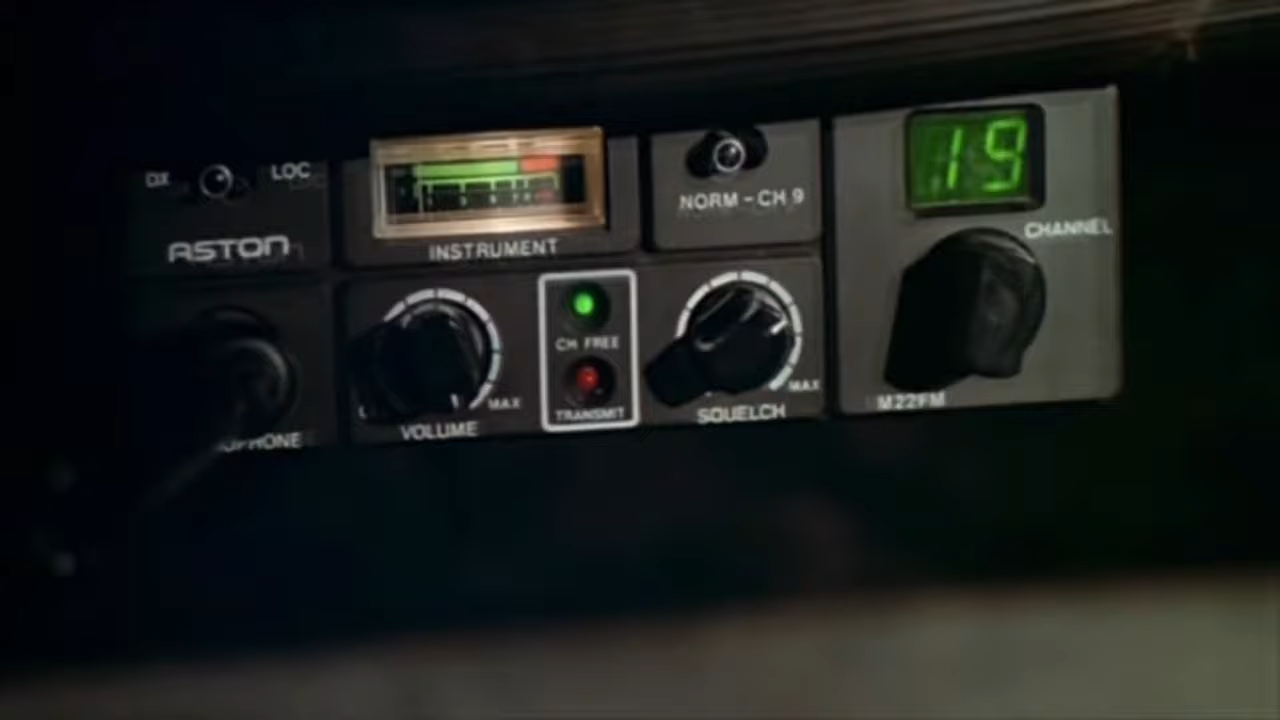 DX LOC
ASTON
INSTRUMENT
NORM - CH 9
19
CHANNEL
MAX
VOLUME
CH FREE
TRANSMIT
MAX
SQUELCH
M22FM